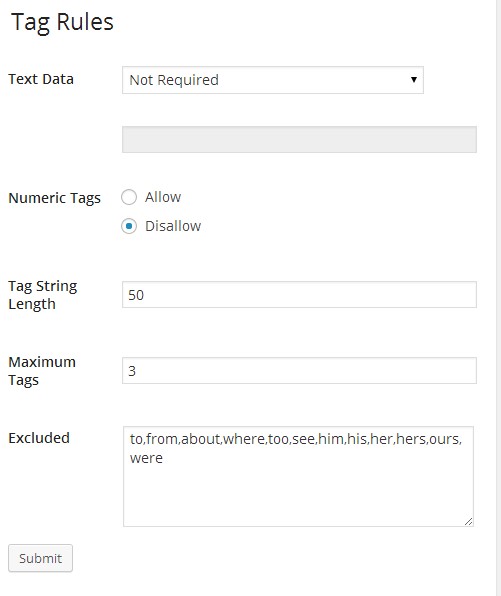 Tag Rules
Text Data
Not Required
Numeric Tags
Allow
Disallow
Tag String
Length
50
Maximum
Tags
3
Excluded
to,from,about,where,too,see,him,his,her,hers,ours,
were
Submit